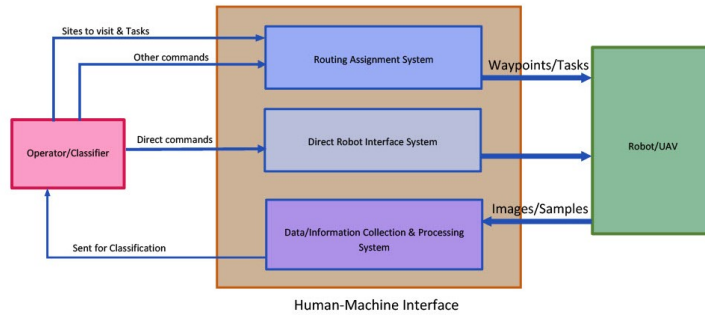 Sites to visit & Tasks
Routing Assignment System
Other commands
Waypoints/Tasks
Direct commands
Direct Robot Interface System
Operator/Classifier
Robot/UAV
Images/Samples
Data/Information Collection & Processing
System
Sent for Classification
Human-Machine Interface